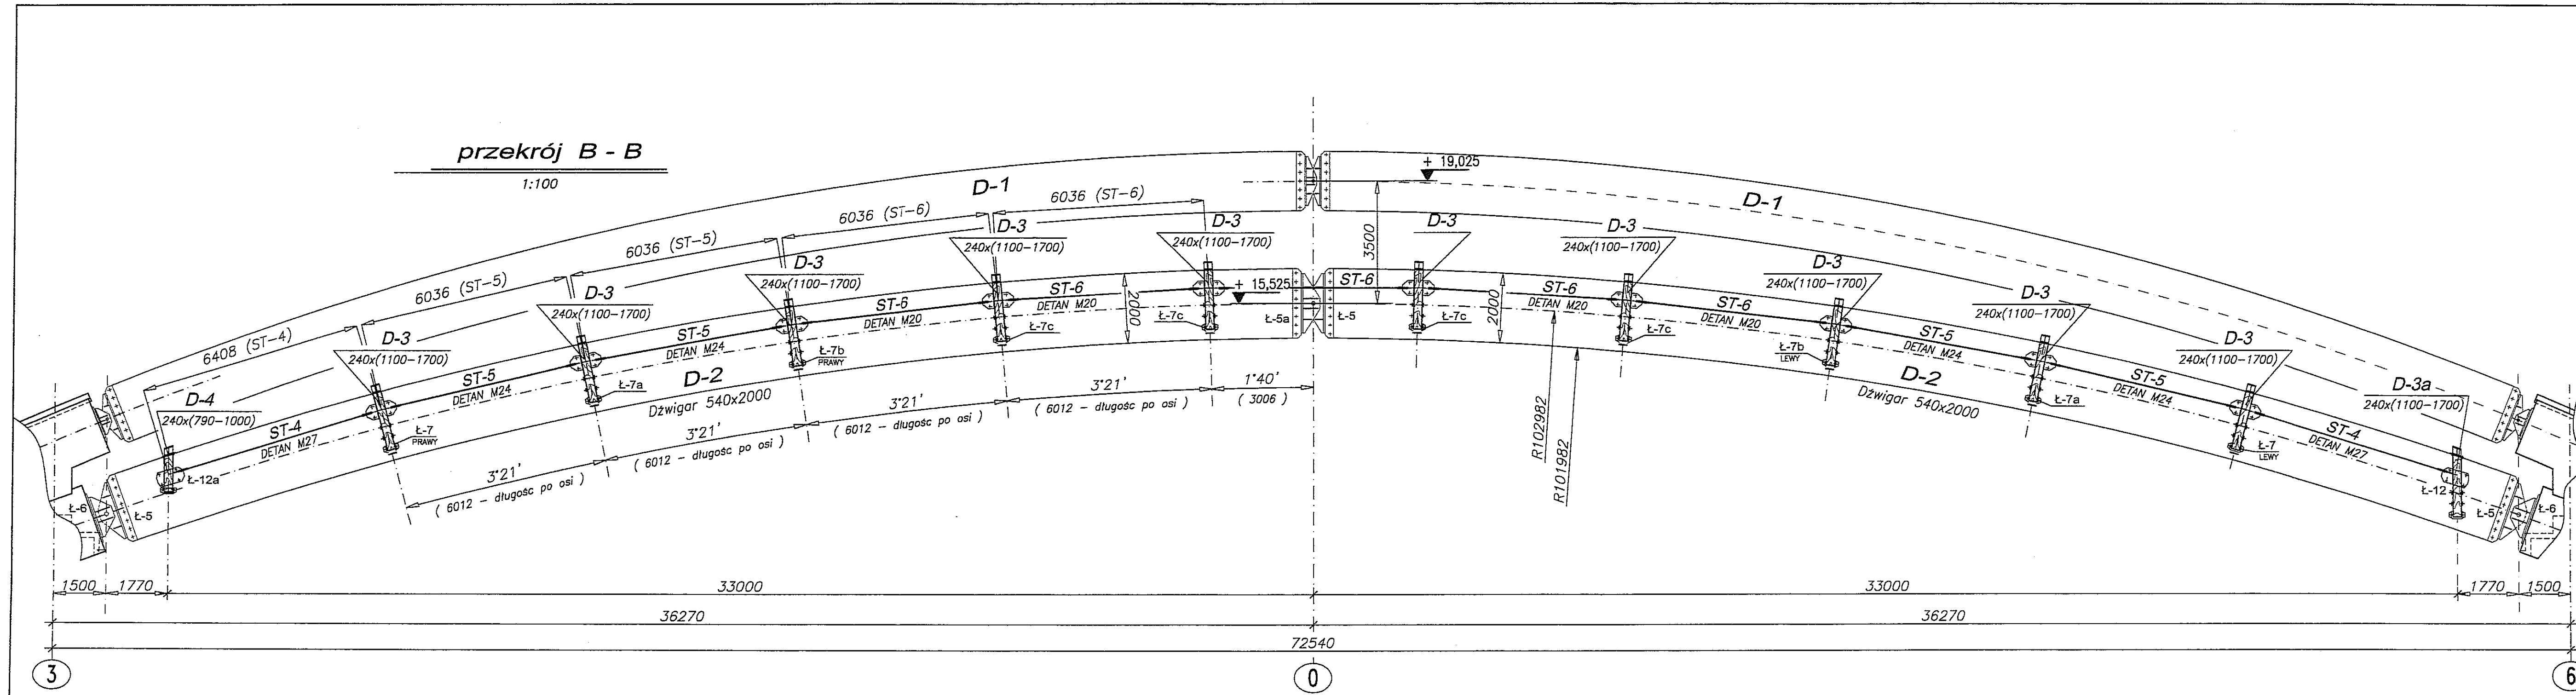 przekrój B - B
1:100
D-1
+ 19,025
D-1
6036 (ST-6)
6036 (ST-6)
6036 (ST-5)
6036 (ST-5)
6408 (ST-4)
3500
D-4
240x(790-1000)
D-3
240x(1100-1700)
D-3
240x(1100-1700)
D-3
240x(1100-1700)
D-3
240x(1100-1700)
D-3
240x(1100-1700)
D-3
D-3
240x(1100-1700)
D-3
240x(1100-1700)
D-3
240x(1100-1700)
D-3
240x(1100-1700)
D-3a
240x(1100-1700)
ST-4
DETAN M27
ST-5
DETAN M24
ST-5
DETAN M24
ST-6
DETAN M20
ST-6
DETAN M20
+ 15,525
ST-6
ST-6
DETAN M20
ST-6
DETAN M20
ST-5
DETAN M24
ST-5
DETAN M24
ST-4
DETAN M27
2000
2000
Ł-6
Ł-5
Ł-12a
Ł-7
PRAWY
Ł-7a
Ł-7b
PRAWY
Ł-7c
Ł-7c
Ł-5a
Ł-5
Ł-7c
Ł-7c
Ł-7b
LEWY
Ł-7a
Ł-7
LEWY
Ł-12
Ł-5
Ł-6
D-2
Dźwigar 540x2000
D-2
Dźwigar 540x2000
R102982
R101982
3°21'
( 6012 - długośc po osi )
3°21'
( 6012 - długośc po osi )
3°21'
( 6012 - długośc po osi )
3°21'
( 6012 - długośc po osi )
1°40'
( 3006 )
1500
1770
33000
33000
1770
1500
36270
36270
72540
3
0
6